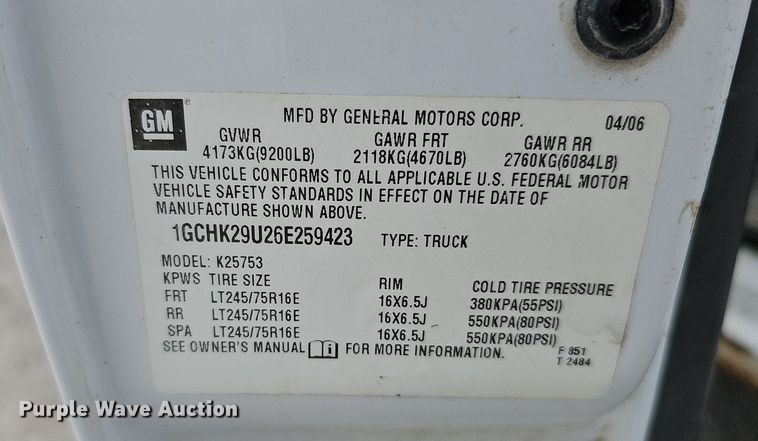 GM
MFD BY GENERAL MOTORS CORP. 04/06
GVWR GAWR FRT GAWR RR
4173KG(9200LB) 2118KG(4670LB) 2760KG(6084LB)
THIS VEHICLE CONFORMS TO ALL APPLICABLE U.S. FEDERAL MOTOR
VEHICLE SAFETY STANDARDS IN EFFECT ON THE DATE OF
MANUFACTURE SHOWN ABOVE.
1GCHK29U26E259423 TYPE: TRUCK
MODEL: K25753
KPWS TIRE SIZE RIM COLD TIRE PRESSURE
FRT LT245/75R16E 16X6.5J 380KPA(55PSI)
RR LT245/75R16E 16X6.5J 550KPA(80PSI)
SPA LT245/75R16E 16X6.5J 550KPA(80PSI)
SEE OWNER'S MANUAL FOR MORE INFORMATION. F 851
T 2484
Purple Wave Auction